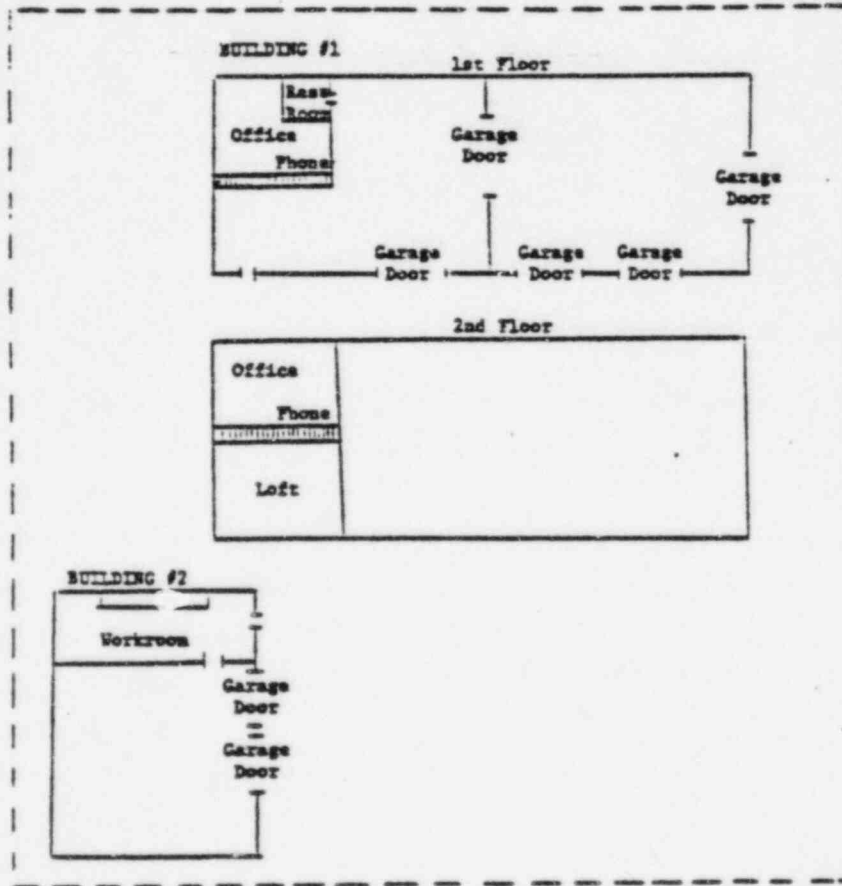 BUILDING #1
1st Floor
Rest
Room
Office
Phone
Garage
Door
Garage
Door
Garage
Door
Garage
Door
Garage
Door
2nd Floor
Office
Phone
Loft
BUILDING #2
Workroom
Garage
Door
Garage
Door